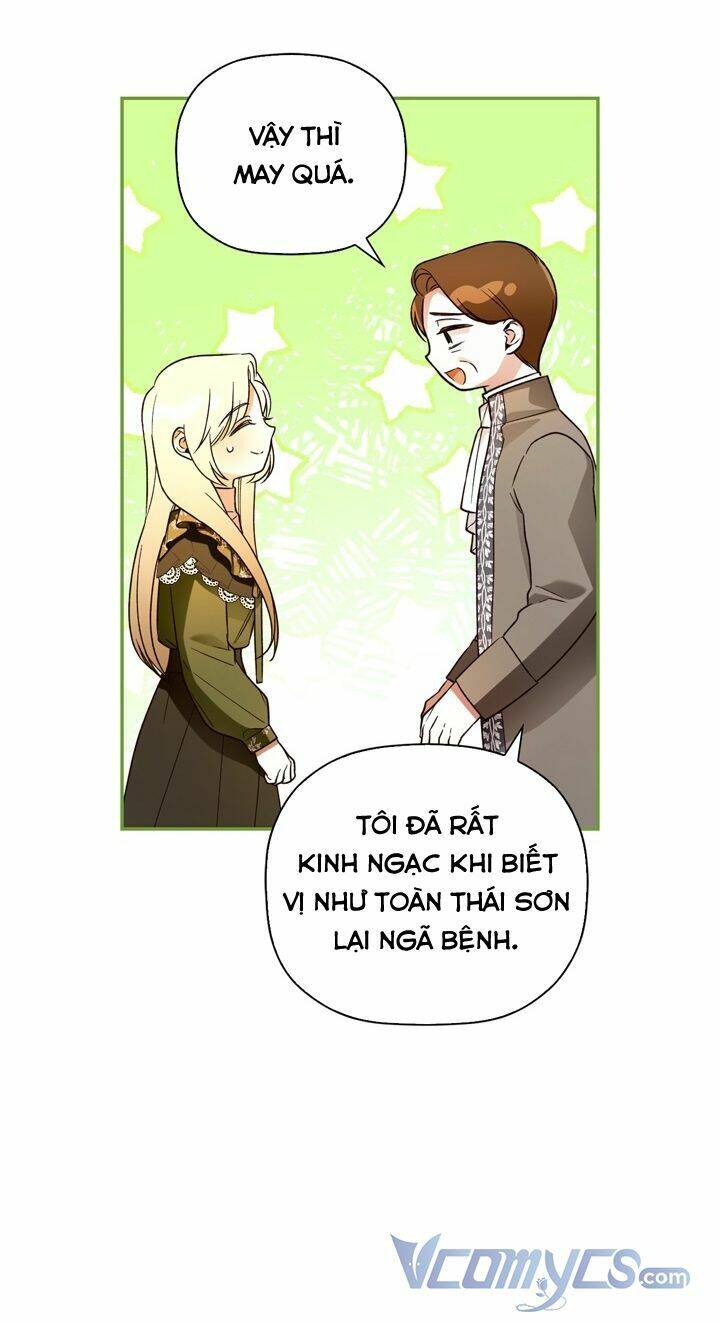 VẬY THÌ
MAY QUÁ.
TÔI ĐÃ RẤT
KINH NGẠC KHI BIẾT
VỊ NHƯ TOÀN THÁI SƠN
LẠI NGÃ BỆNH.
VCOMYCS.com